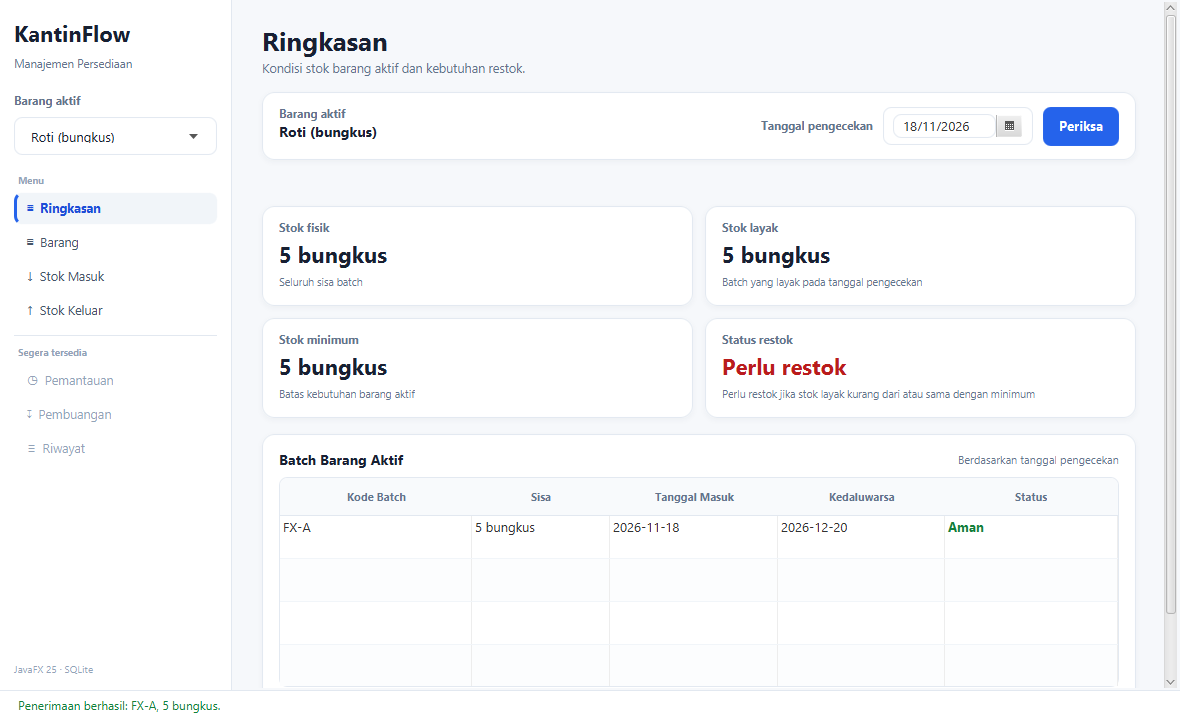 KantinFlow
Manajemen Persediaan
Barang aktif
Roti (bungkus)
Menu
Ringkasan
Barang
Stok Masuk
Stok Keluar
Segera tersedia
Pemantauan
Pembuangan
Riwayat
JavaFX 25 · SQLite
Ringkasan
Kondisi stok barang aktif dan kebutuhan restok.
Barang aktif
Roti (bungkus)
Tanggal pengecekan
18/11/2026
Periksa
Stok fisik
5 bungkus
Seluruh sisa batch
Stok layak
5 bungkus
Batch yang layak pada tanggal pengecekan
Stok minimum
5 bungkus
Batas kebutuhan barang aktif
Status restok
Perlu restok
Perlu restok jika stok layak kurang dari atau sama dengan minimum
Batch Barang Aktif
Berdasarkan tanggal pengecekan
Kode Batch Sisa Tanggal Masuk Kedaluwarsa Status
FX-A 5 bungkus 2026-11-18 2026-12-20 Aman
Penerimaan berhasil: FX-A, 5 bungkus.